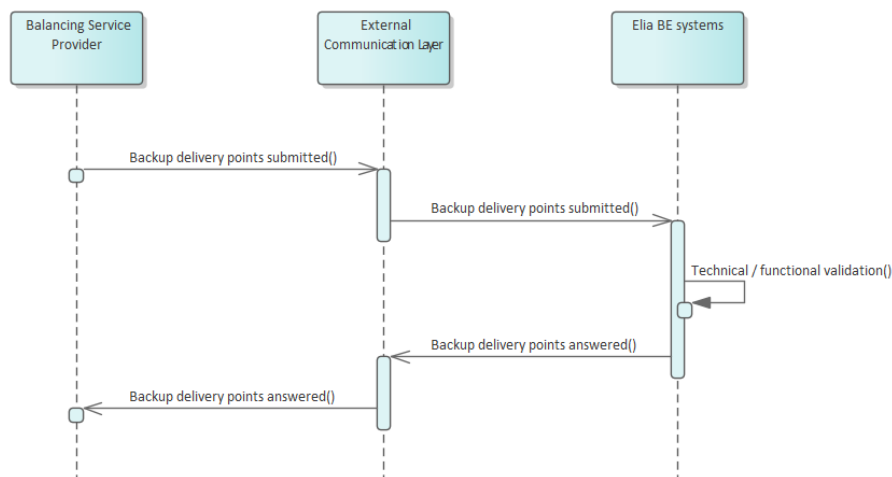 Balancing Service
Provider
External
Communication Layer
Elia BE systems
Backup delivery points submitted()
Backup delivery points submitted()
Technical / functional validation()
Backup delivery points answered()
Backup delivery points answered()